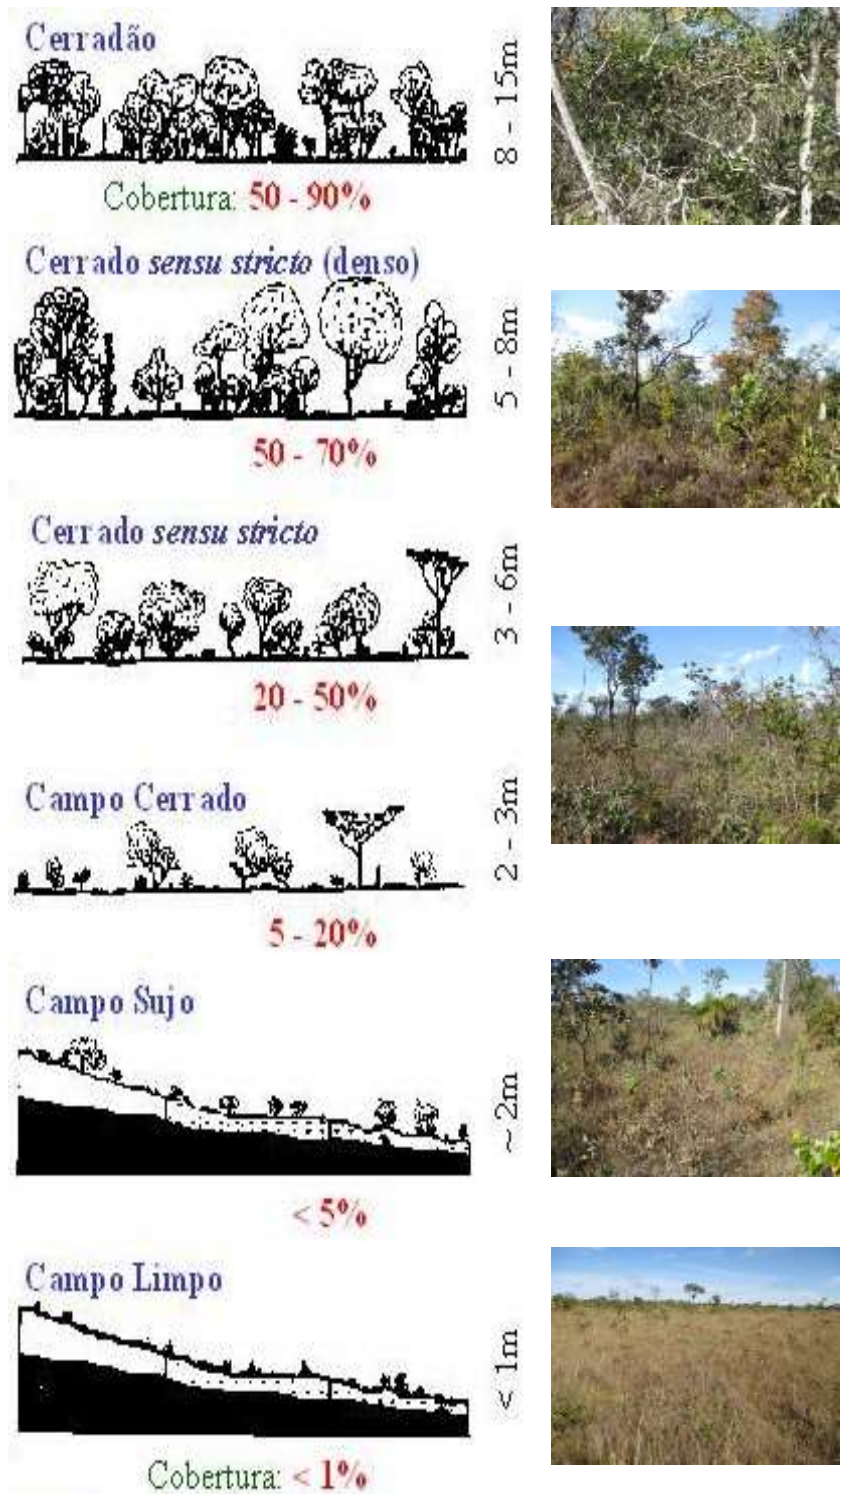 Cerradão
8 - 15m
Cobertura: 50 - 90%
Cerrado sensu stricto (denso)
5 - 8m
50 - 70%
Cerrado sensu stricto
3 - 6m
20 - 50%
Campo Cerrado
2 - 3m
5 - 20%
Campo Sujo
~ 2m
< 5%
Campo Limpo
< 1m
Cobertura: < 1%